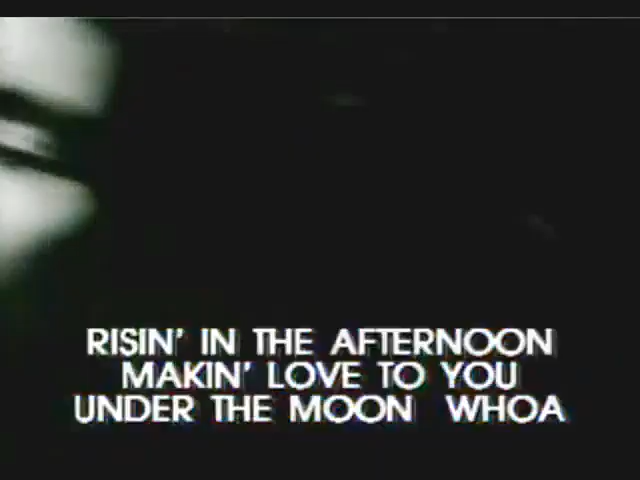 RISIN' IN THE AFTERNOON
MAKIN' LOVE TO YOU
UNDER THE MOON WHOA